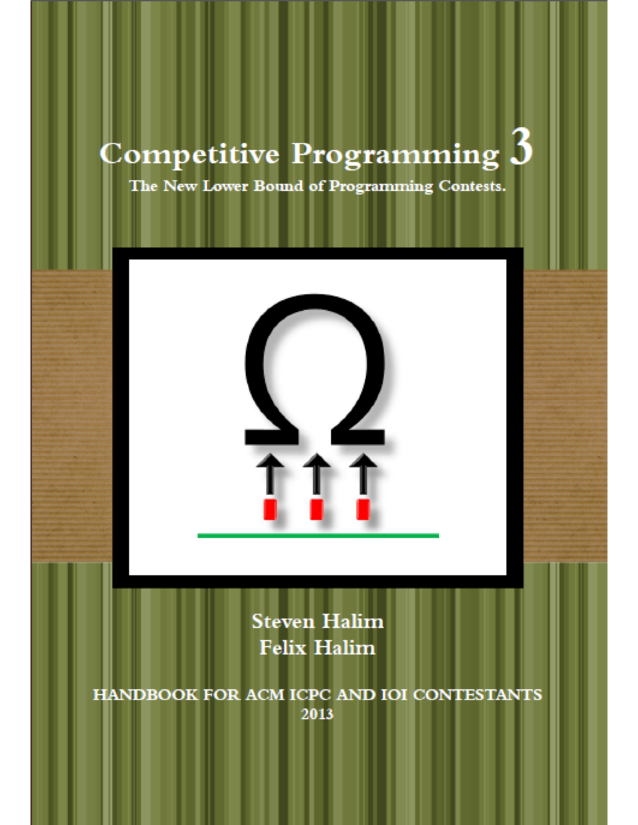 Competitive Programming 3
The New Lower Bound of Programming Contests.
Ω
Steven Halim
Felix Halim
HANDBOOK FOR ACM ICPC AND IOI CONTESTANTS
2013